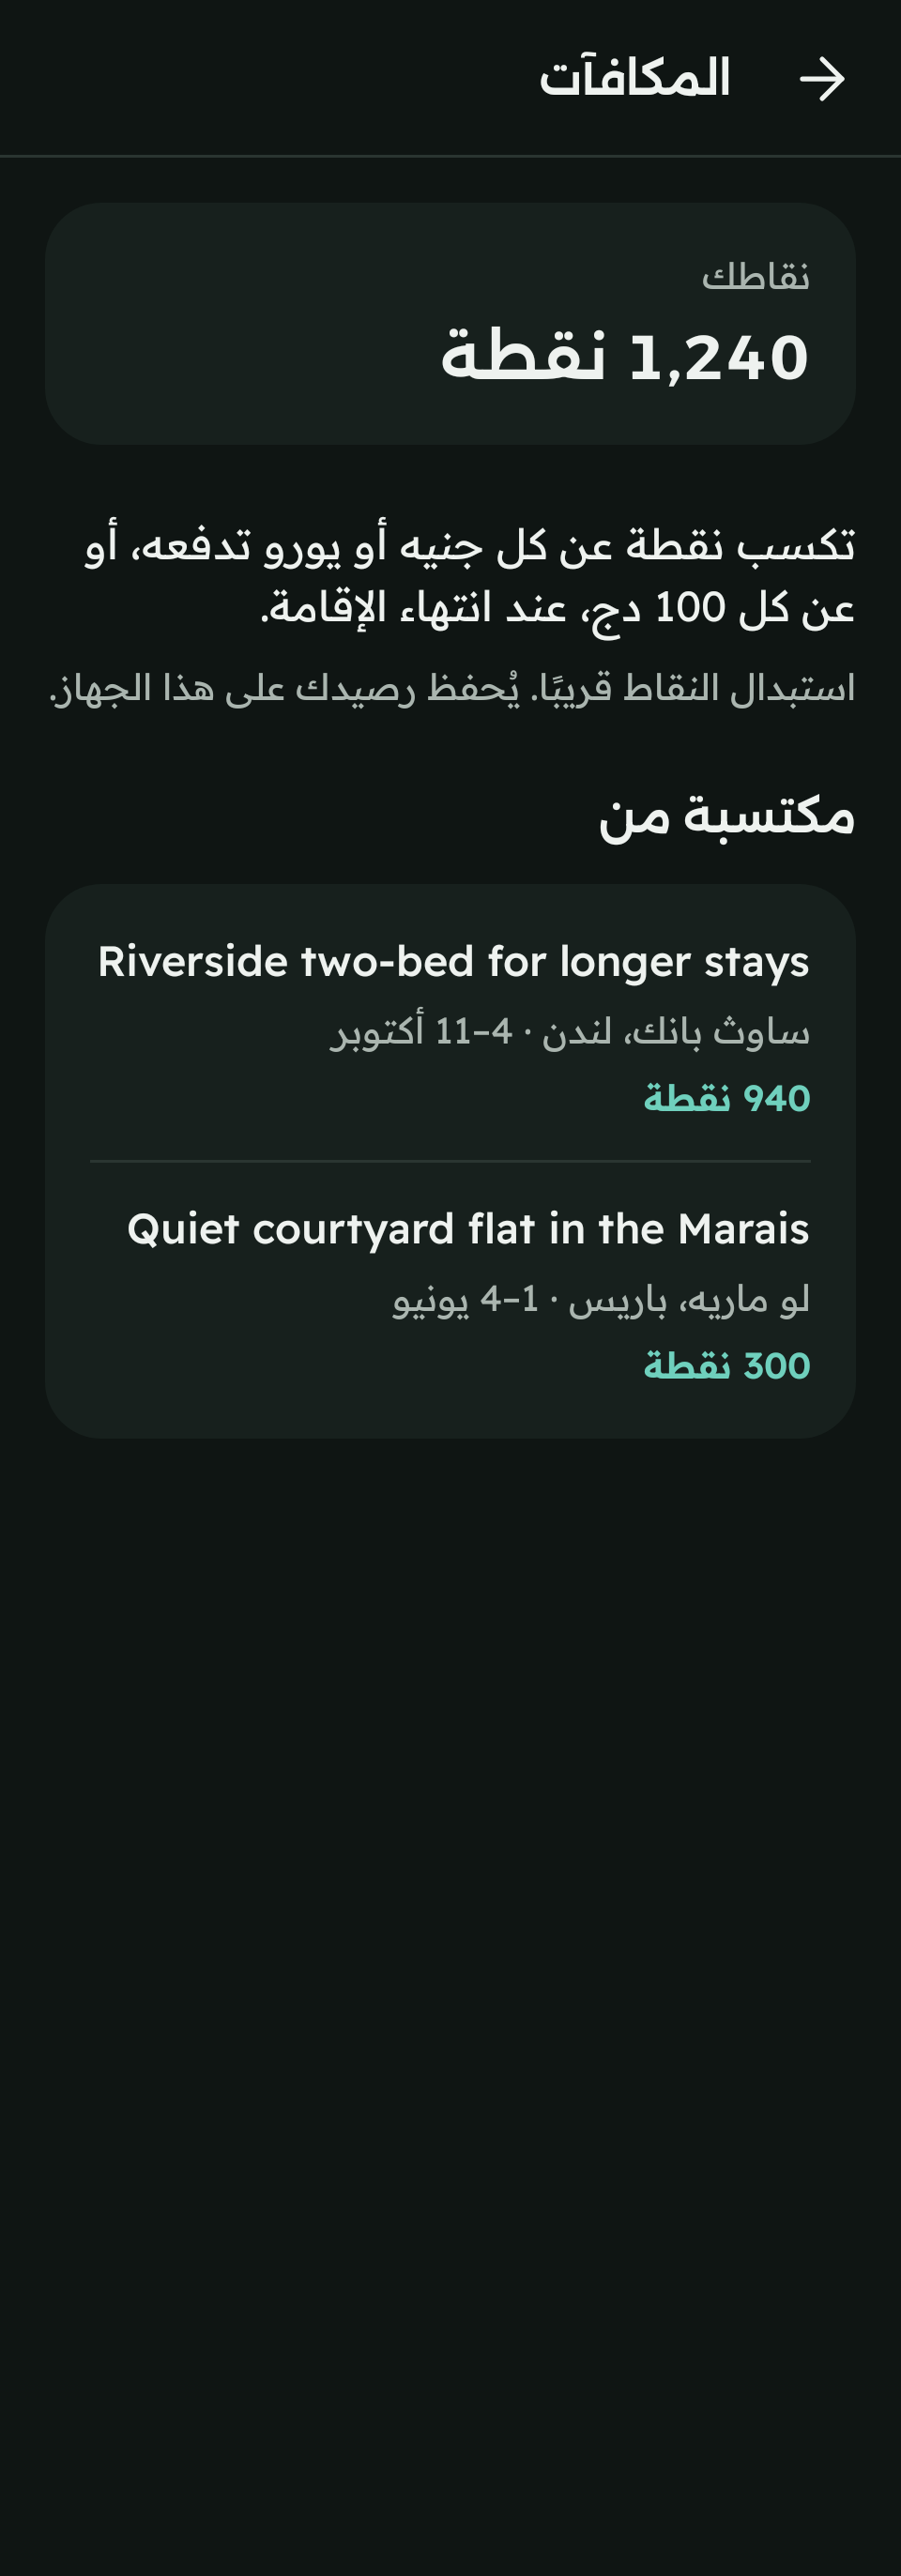 المكافآت
نقاطك
1,240 نقطة
تكسب نقطة عن كل جنيه أو يورو تدفعه، أو
عن كل 100 دج، عند انتهاء الإقامة.
استبدال النقاط قريبًا. يُحفظ رصيدك على هذا الجهاز.
مكتسبة من
Riverside two-bed for longer stays
ساوث بانك، لندن · 4–11 أكتوبر
940 نقطة
Quiet courtyard flat in the Marais
لو ماريه، باريس · 1–4 يونيو
300 نقطة